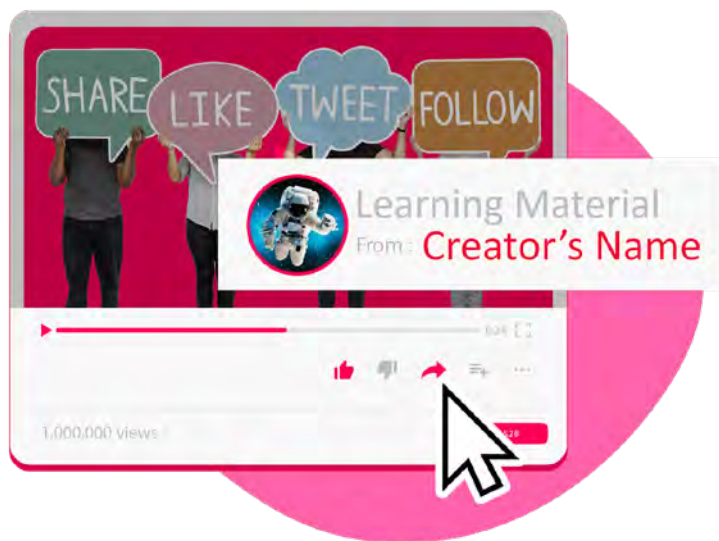 SHARE
LIKE
TWEET
FOLLOW
Learning Material
From : Creator's Name
1,000,000 views